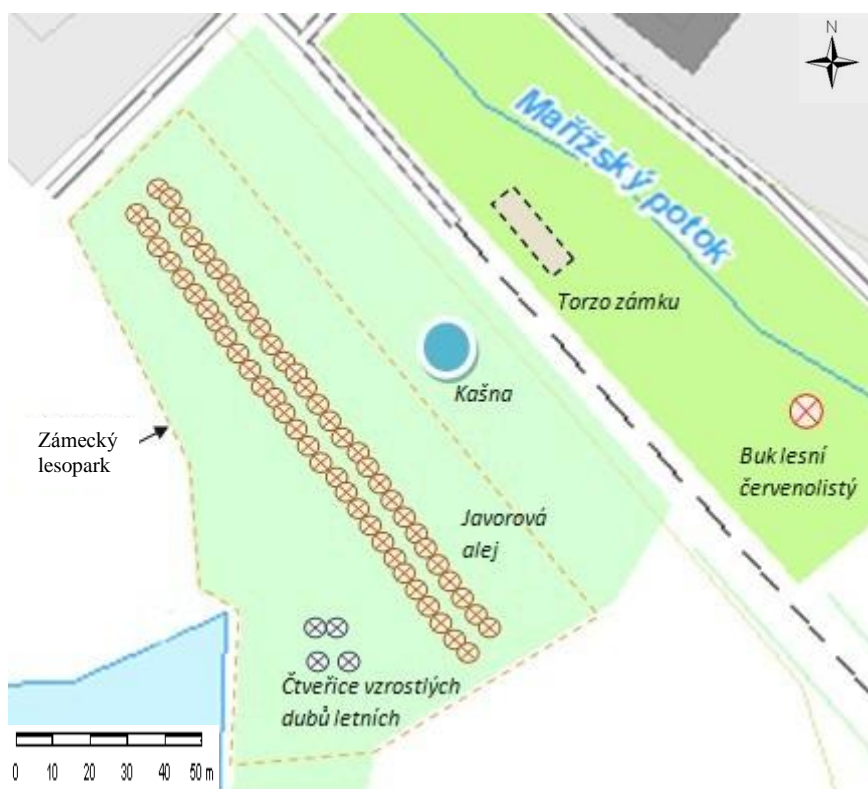 N
Mařížský potok
Torzo zámku
Kašna
Zámecký
lesopark
Buk lesní
červenolistý
Javorová
alej
Čtveřice vzrostlých
dubů letních
0 10 20 30 40 50 m